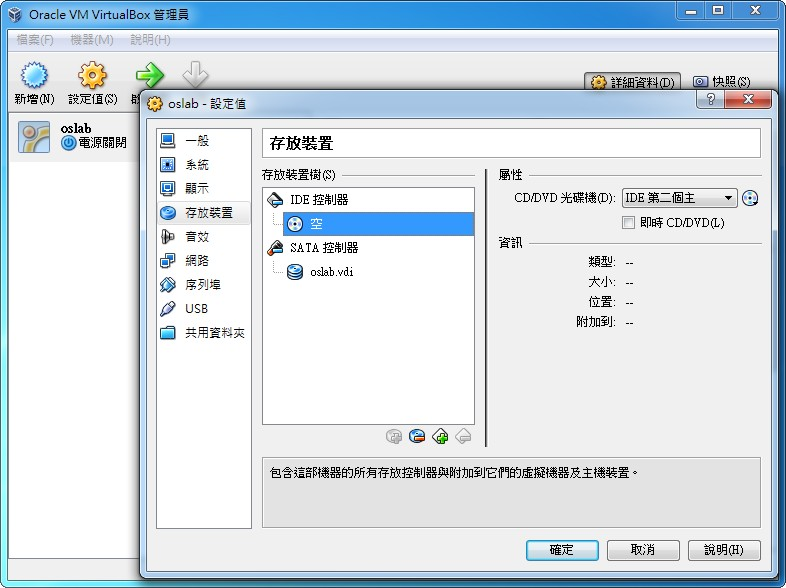 Oracle VM VirtualBox 管理員
檔案(F) 機器(M) 說明(H)
新增(N) 設定值(S)
詳細資料(D) 快照(S)
oslab
電源關閉
oslab - 設定值
一般
系統
顯示
存放裝置
音效
網路
序列埠
USB
共用資料夾
存放裝置
存放裝置樹(S)
IDE 控制器
空
SATA 控制器
oslab.vdi
屬性
CD/DVD 光碟機(D): IDE 第二個主
即時 CD/DVD(L)
資訊
類型: --
大小: --
位置: --
附加到: --
包含這部機器的所有存放控制器與附加到它們的虛擬機器及主機裝置。
確定 取消 說明(H)